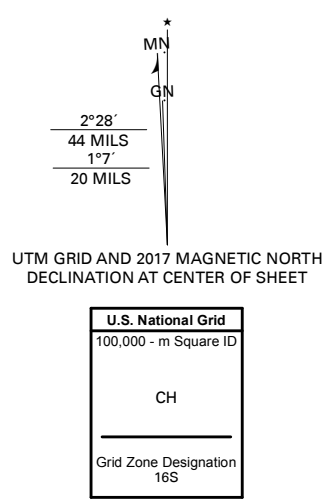 MN
GN
2°28´
44 MILS
1°7´
20 MILS
UTM GRID AND 2017 MAGNETIC NORTH
DECLINATION AT CENTER OF SHEET
U.S. National Grid
100,000 - m Square ID
CH
Grid Zone Designation
16S